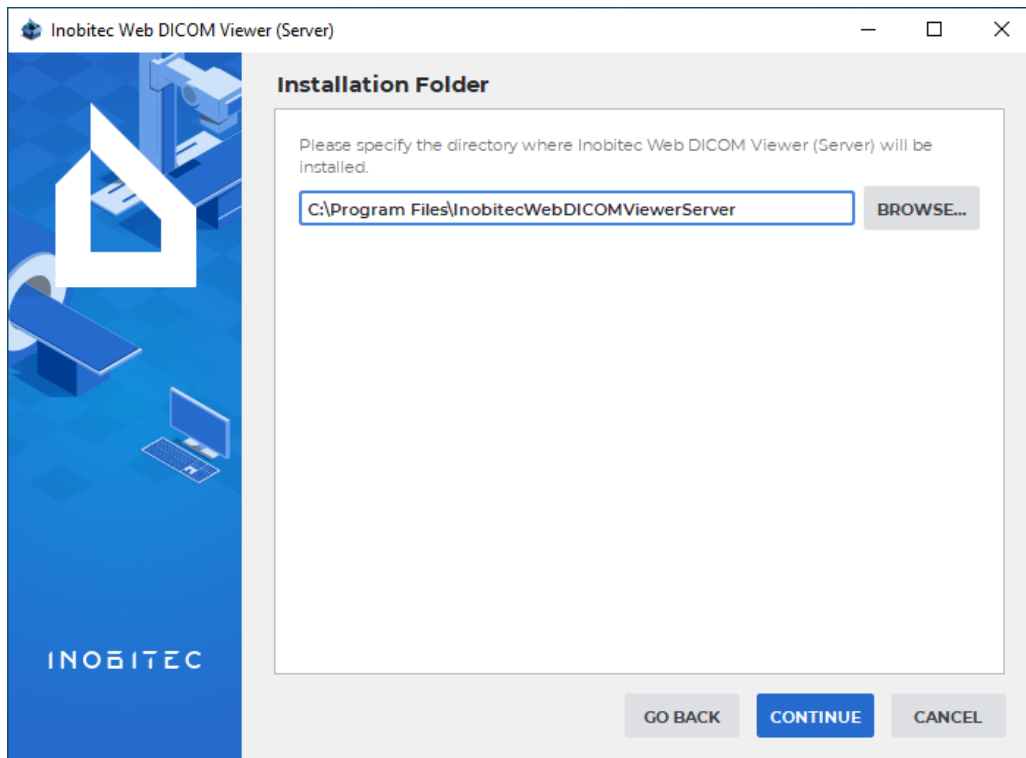 Inobitec Web DICOM Viewer (Server)
Installation Folder
Please specify the directory where Inobitec Web DICOM Viewer (Server) will be
installed.
C:\Program Files\InobitecWebDICOMViewerServer
BROWSE...
INOBITEC
GO BACK
CONTINUE
CANCEL